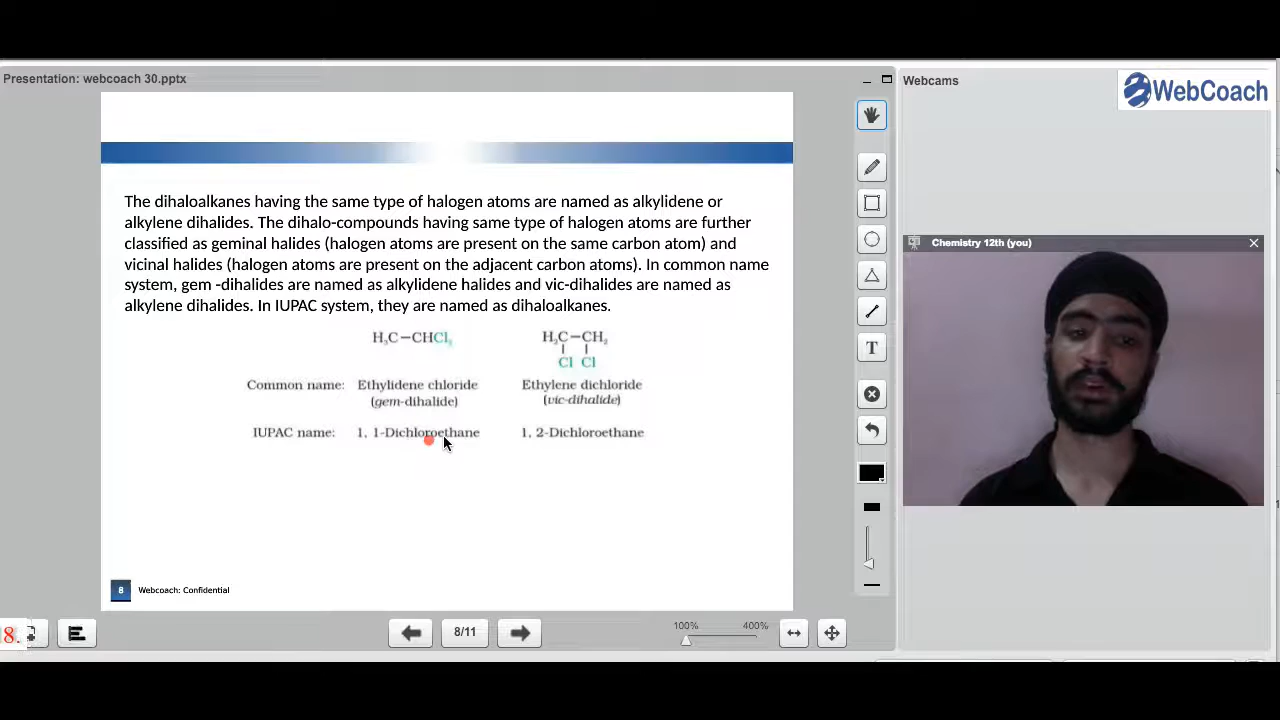 Presentation: webcoach 30.pptx
Webcams
WebCoach
The dihaloalkanes having the same type of halogen atoms are named as alkylidene or
alkylene dihalides. The dihalo-compounds having same type of halogen atoms are further
classified as geminal halides (halogen atoms are present on the same carbon atom) and
vicinal halides (halogen atoms are present on the adjacent carbon atoms). In common name
system, gem -dihalides are named as alkylidene halides and vic-dihalides are named as
alkylene dihalides. In IUPAC system, they are named as dihaloalkanes.
Chemistry 12th (you)
H₃C—CHCl₂ H₂C—CH₂
Cl Cl
Common name: Ethylidene chloride Ethylene dichloride
(gem-dihalide) (vic-dihalide)
IUPAC name: 1, 1-Dichloroethane 1, 2-Dichloroethane
T
8 Webcoach: Confidential
8.
8/11
100% 400%